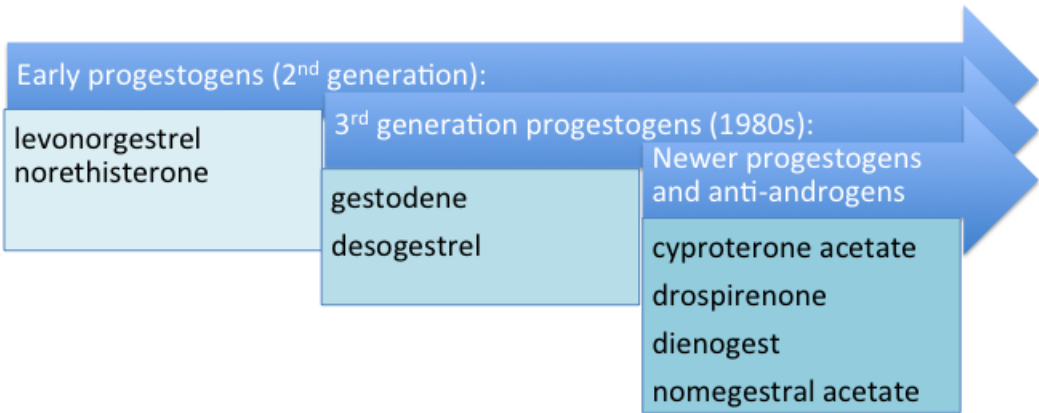 Early progestogens (2nd generation):
levonorgestrel
norethisterone
3rd generation progestogens (1980s):
gestodene
desogestrel
Newer progestogens
and anti-androgens
cyproterone acetate
drospirenone
dienogest
nomegestral acetate